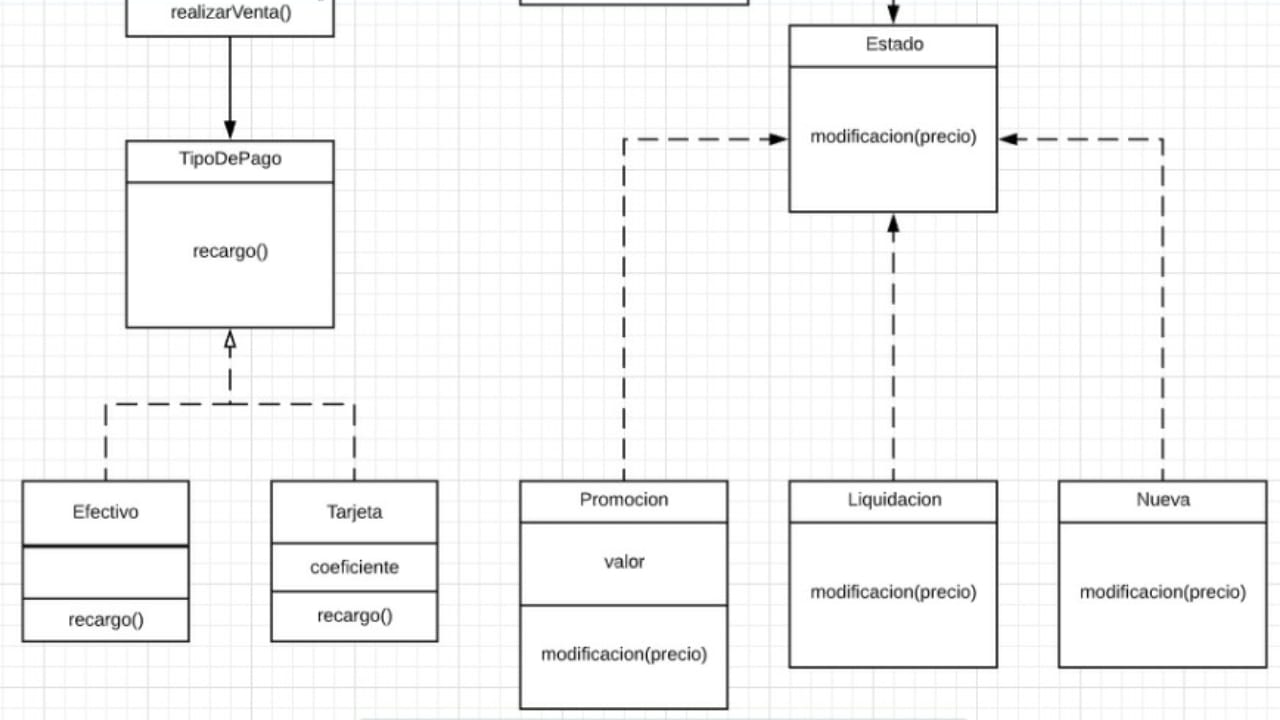 realizarVenta()
Estado
modificacion(precio)
TipoDePago
recargo()
Efectivo
recargo()
Tarjeta
coeficiente
recargo()
Promocion
valor
modificacion(precio)
Liquidacion
modificacion(precio)
Nueva
modificacion(precio)